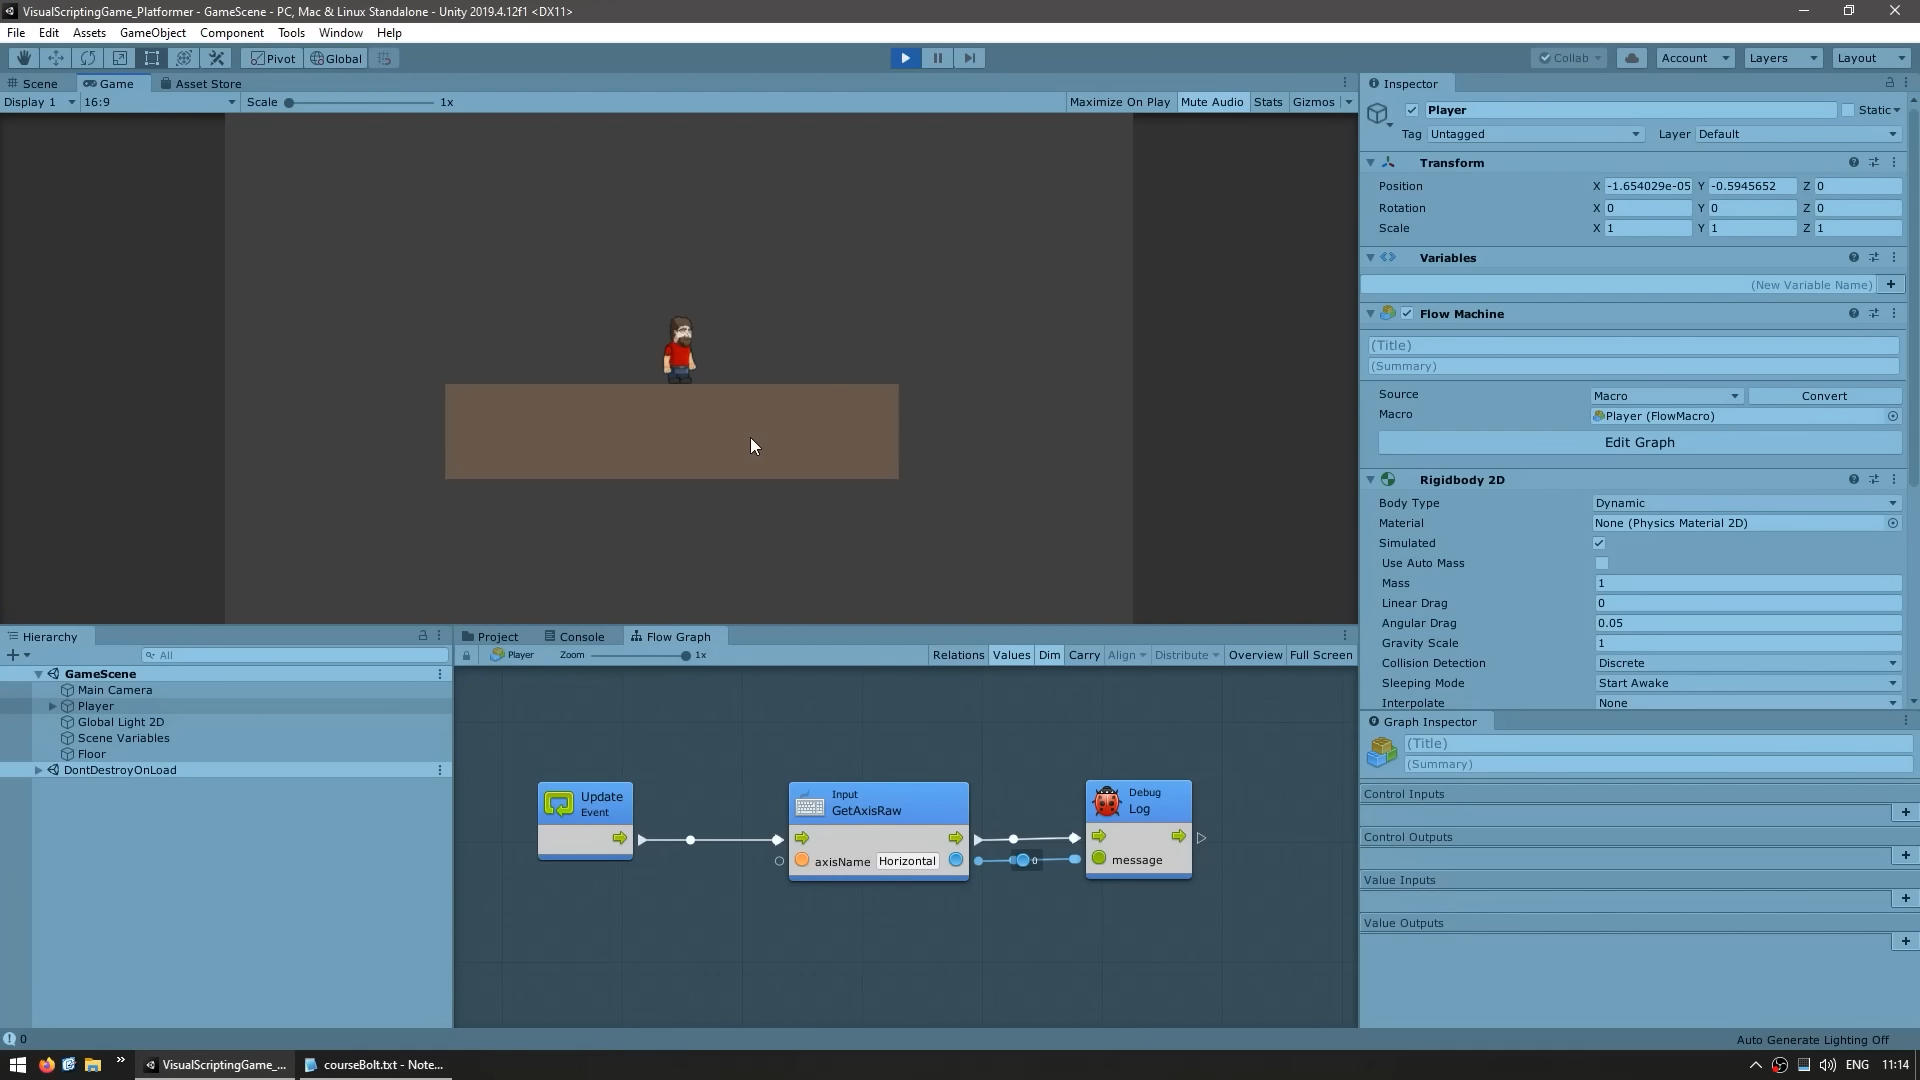 VisualScriptingGame_Platformer - GameScene - PC, Mac & Linux Standalone - Unity 2019.4.12f1 <DX11>
File Edit Assets GameObject Component Tools Window Help
Pivot Global Collab Account Layers Layout
Scene Game Asset Store
Display 1 16:9 Scale 1x Maximize On Play Mute Audio Stats Gizmos
Inspector
Player Static
Tag Untagged Layer Default
Transform
Position X -1.654029e-05 Y -0.5945652 Z 0
Rotation X 0 Y 0 Z 0
Scale X 1 Y 1 Z 1
Variables
(New Variable Name) +
Flow Machine
(Title)
(Summary)
Source Macro Convert
Macro Player (FlowMacro)
Edit Graph
Rigidbody 2D
Body Type Dynamic
Material None (Physics Material 2D)
Simulated
Use Auto Mass
Mass 1
Linear Drag 0
Angular Drag 0.05
Gravity Scale 1
Collision Detection Discrete
Sleeping Mode Start Awake
Interpolate None
Hierarchy
+ All
GameScene
Main Camera
Player
Global Light 2D
Scene Variables
Floor
DontDestroyOnLoad
Project Console Flow Graph
Player Zoom 1x Relations Values Dim Carry Align Distribute Overview Full Screen
Update
Event
Input
GetAxisRaw
axisName Horizontal
0
Debug
Log
message
Graph Inspector
(Title)
(Summary)
Control Inputs
+
Control Outputs
+
Value Inputs
+
Value Outputs
+
0
Auto Generate Lighting Off
VisualScriptingGame_... courseBolt.txt - Note... ENG 11:14